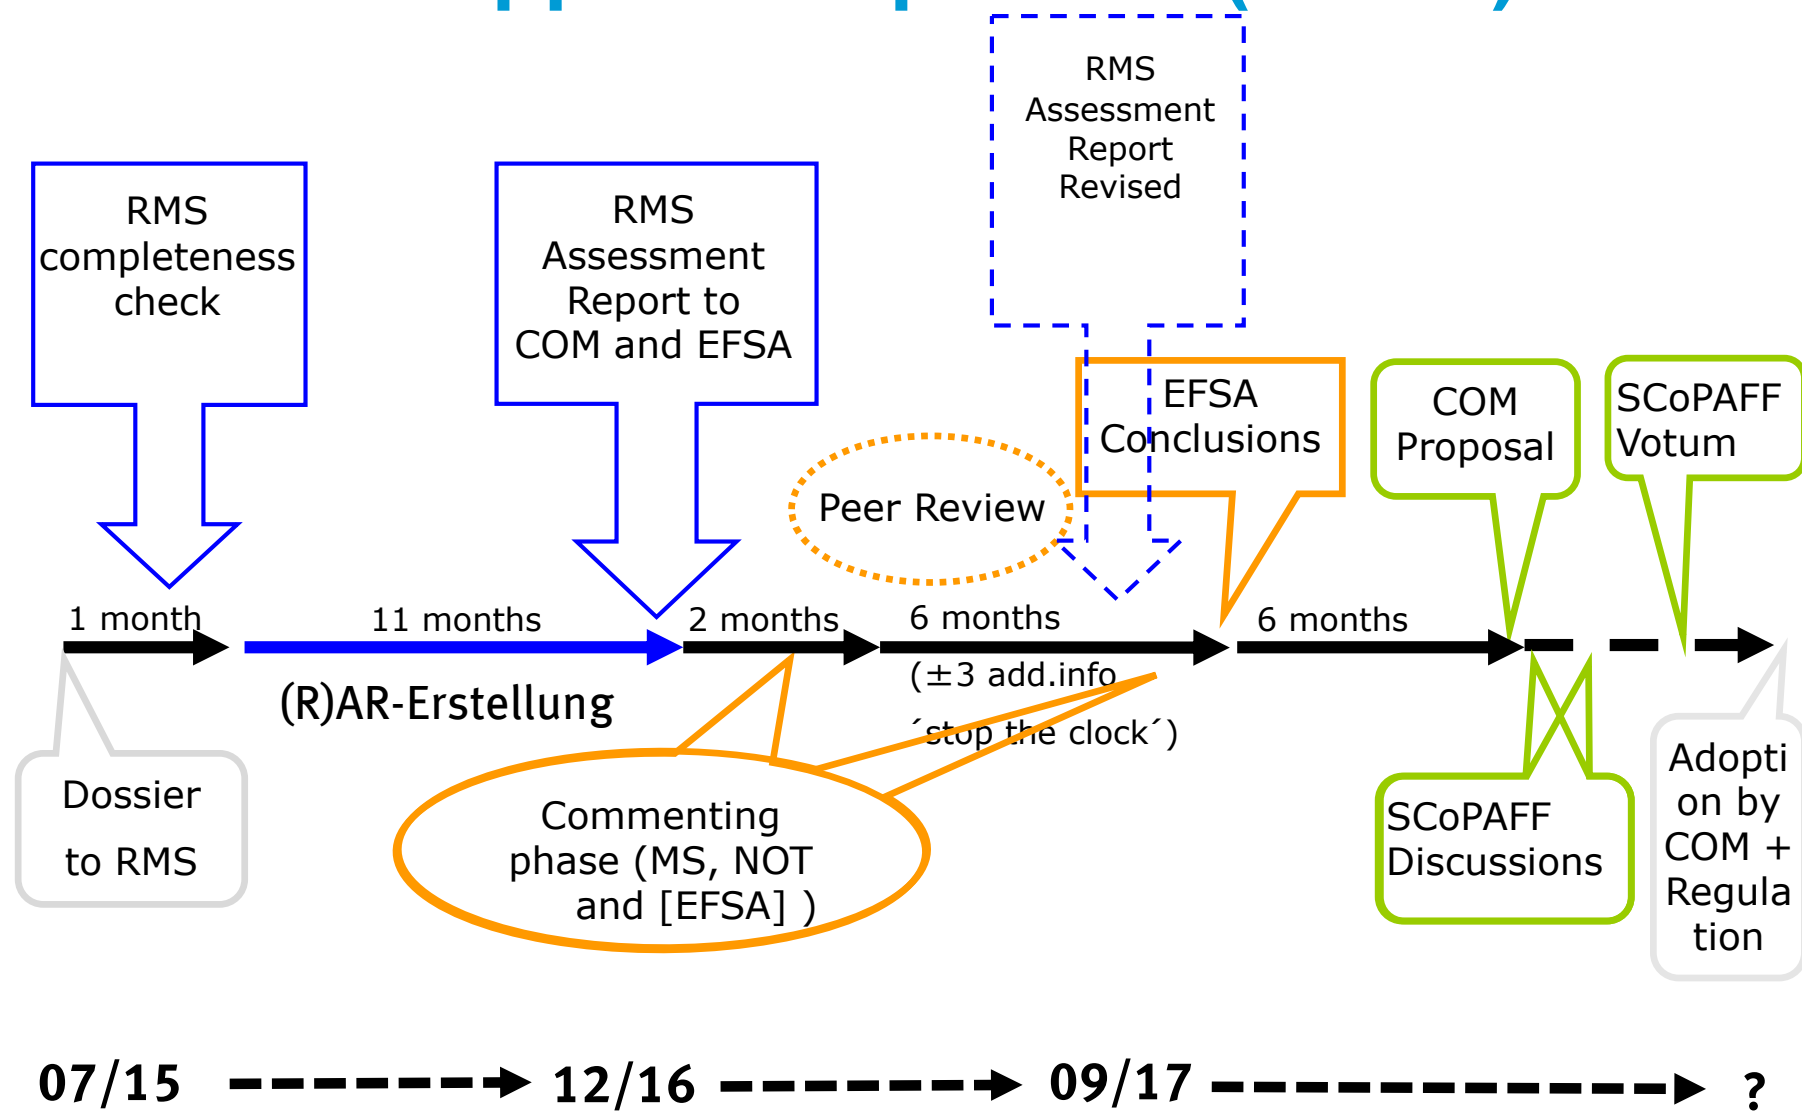 RMS
Assessment
Report
Revised
RMS
completeness
check
RMS
Assessment
Report to
COM and EFSA
EFSA
Conclusions
COM
Proposal
SCoPAFF
Votum
Peer Review
1 month
11 months
2 months
6 months
6 months
(±3 add.info
´stop the clock´)
(R)AR-Erstellung
Dossier
to RMS
Commenting
phase (MS, NOT
and [EFSA] )
SCoPAFF
Discussions
Adopti
on by
COM +
Regula
tion
07/15
12/16
09/17
?